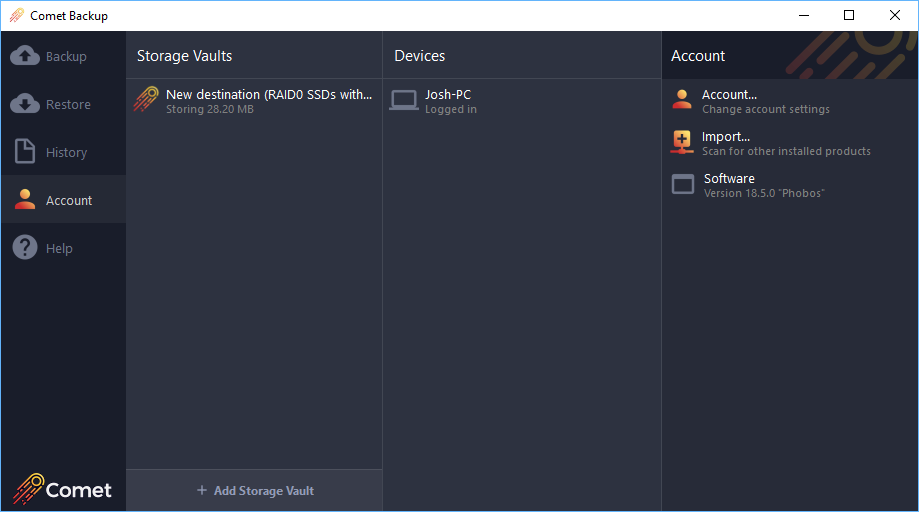 Comet Backup
Backup
Restore
History
Account
Help
Comet
Storage Vaults
New destination (RAID0 SSDs with...
Storing 28.20 MB
+ Add Storage Vault
Devices
Josh-PC
Logged in
Account
Account...
Change account settings
Import...
Scan for other installed products
Software
Version 18.5.0 "Phobos"